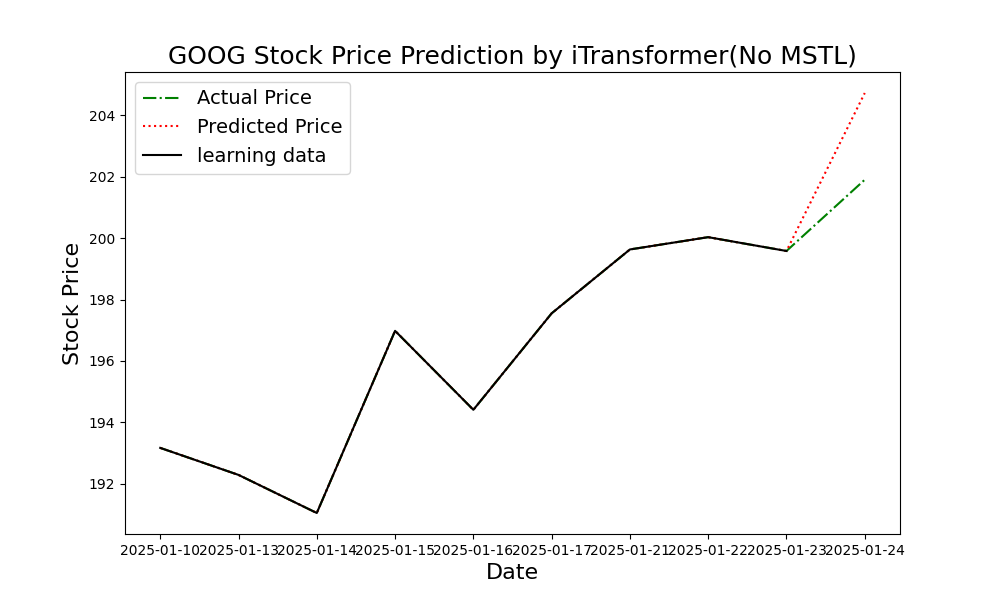 GOOG Stock Price Prediction by iTransformer(No MSTL)
Actual Price
Predicted Price
learning data
Stock Price
204
202
200
198
196
194
192
2025-01-10 2025-01-13 2025-01-14 2025-01-15 2025-01-16 2025-01-17 2025-01-21 2025-01-22 2025-01-23 2025-01-24
Date